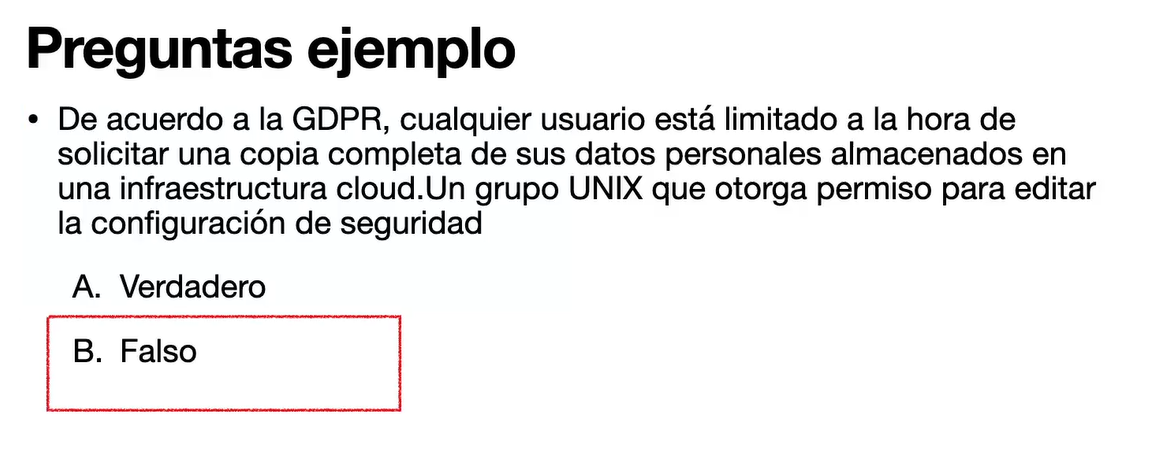 Preguntas ejemplo
• De acuerdo a la GDPR, cualquier usuario está limitado a la hora de
solicitar una copia completa de sus datos personales almacenados en
una infraestructura cloud.Un grupo UNIX que otorga permiso para editar
la configuración de seguridad
A. Verdadero
B. Falso